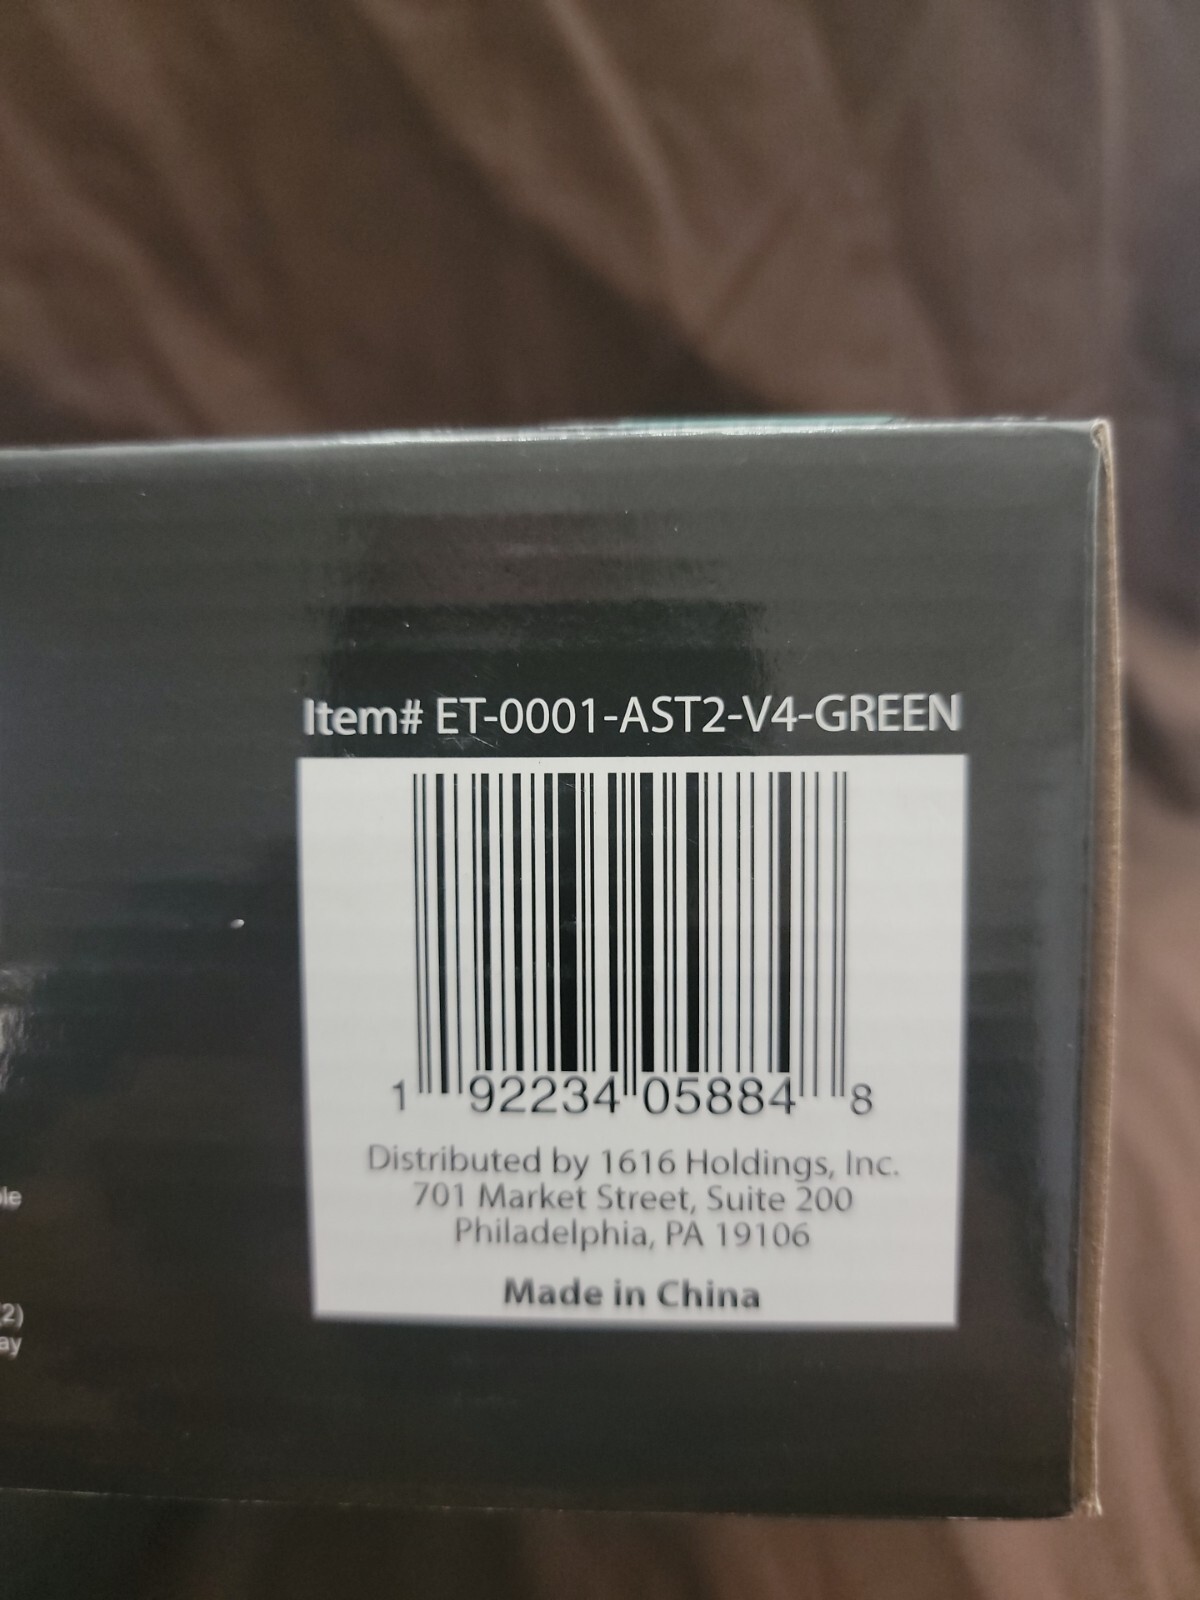 Item# ET-0001-AST2-V4-GREEN
1 92234 05884 8
Distributed by 1616 Holdings, Inc.
701 Market Street, Suite 200
Philadelphia, PA 19106
Made in China
2)